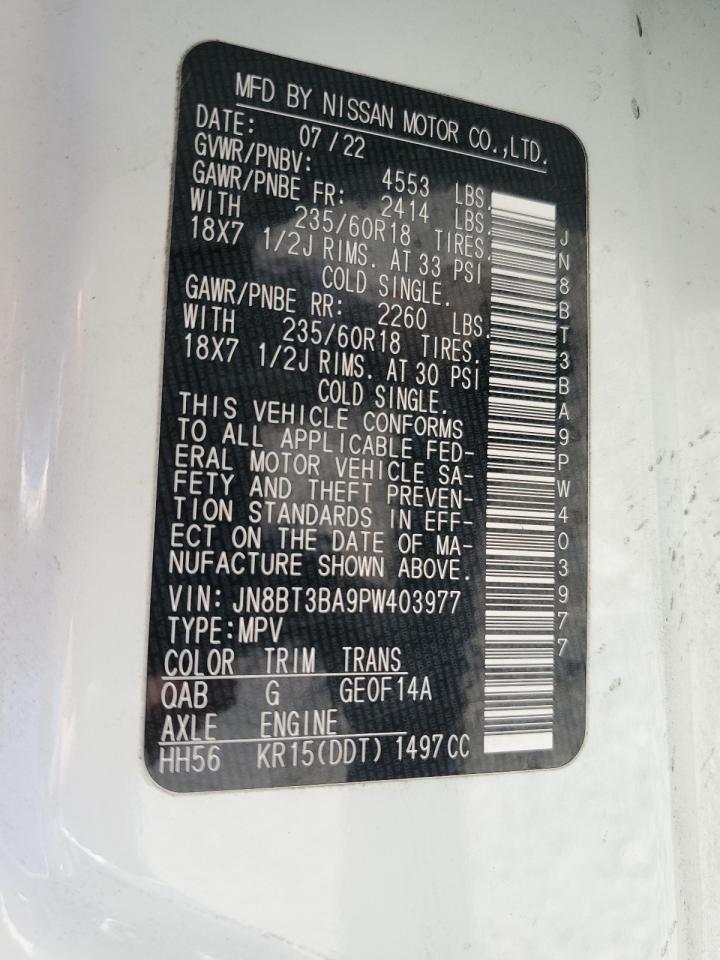 MFD BY NISSAN MOTOR CO.,LTD.
DATE: 07/22
GVWR/PNBV: 4553 LBS.
GAWR/PNBE FR: 2414 LBS.
WITH 235/60R18 TIRES.
18X7 1/2J RIMS. AT 33 PSI
COLD SINGLE.
GAWR/PNBE RR: 2260 LBS.
WITH 235/60R18 TIRES.
18X7 1/2J RIMS. AT 30 PSI
COLD SINGLE.
THIS VEHICLE CONFORMS
TO ALL APPLICABLE FED-
ERAL MOTOR VEHICLE SA-
FETY AND THEFT PREVEN-
TION STANDARDS IN EFF-
ECT ON THE DATE OF MA-
NUFACTURE SHOWN ABOVE.
VIN: JN8BT3BA9PW403977
TYPE:MPV
COLOR TRIM TRANS
QAB G GE0F14A
AXLE ENGINE
HH56 KR15(DDT) 1497CC
JN8BT3BA9PW403977